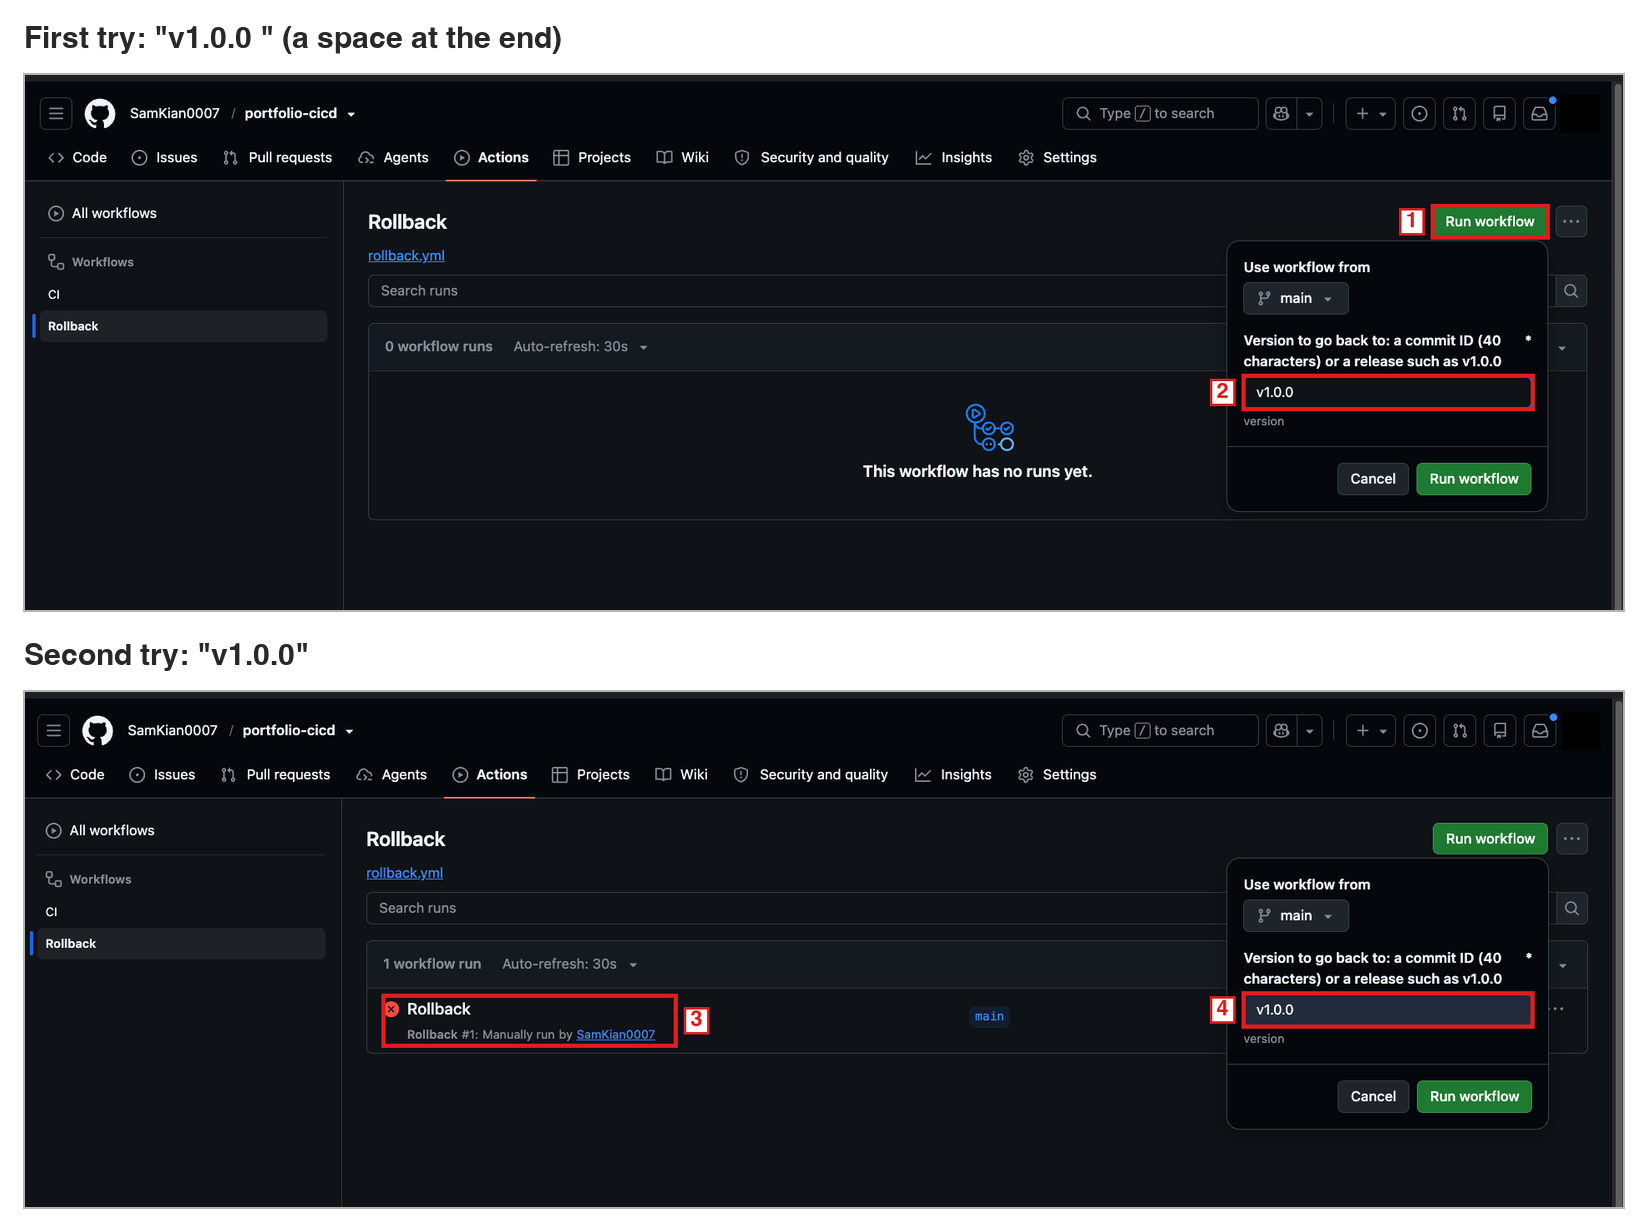 First try: "v1.0.0 " (a space at the end)
SamKian0007 / portfolio-cicd
Type / to search
Code Issues Pull requests Agents Actions Projects Wiki Security and quality Insights Settings
All workflows
Workflows
CI
Rollback
Rollback
1 Run workflow
rollback.yml
Search runs
0 workflow runs Auto-refresh: 30s
This workflow has no runs yet.
Use workflow from
main
Version to go back to: a commit ID (40 *
characters) or a release such as v1.0.0
2 v1.0.0
version
Cancel Run workflow
Second try: "v1.0.0"
SamKian0007 / portfolio-cicd
Type / to search
Code Issues Pull requests Agents Actions Projects Wiki Security and quality Insights Settings
All workflows
Workflows
CI
Rollback
Rollback
Run workflow
rollback.yml
Search runs
1 workflow run Auto-refresh: 30s
Rollback
Rollback #1: Manually run by SamKian0007
3
main
Use workflow from
main
Version to go back to: a commit ID (40 *
characters) or a release such as v1.0.0
4 v1.0.0
version
Cancel Run workflow